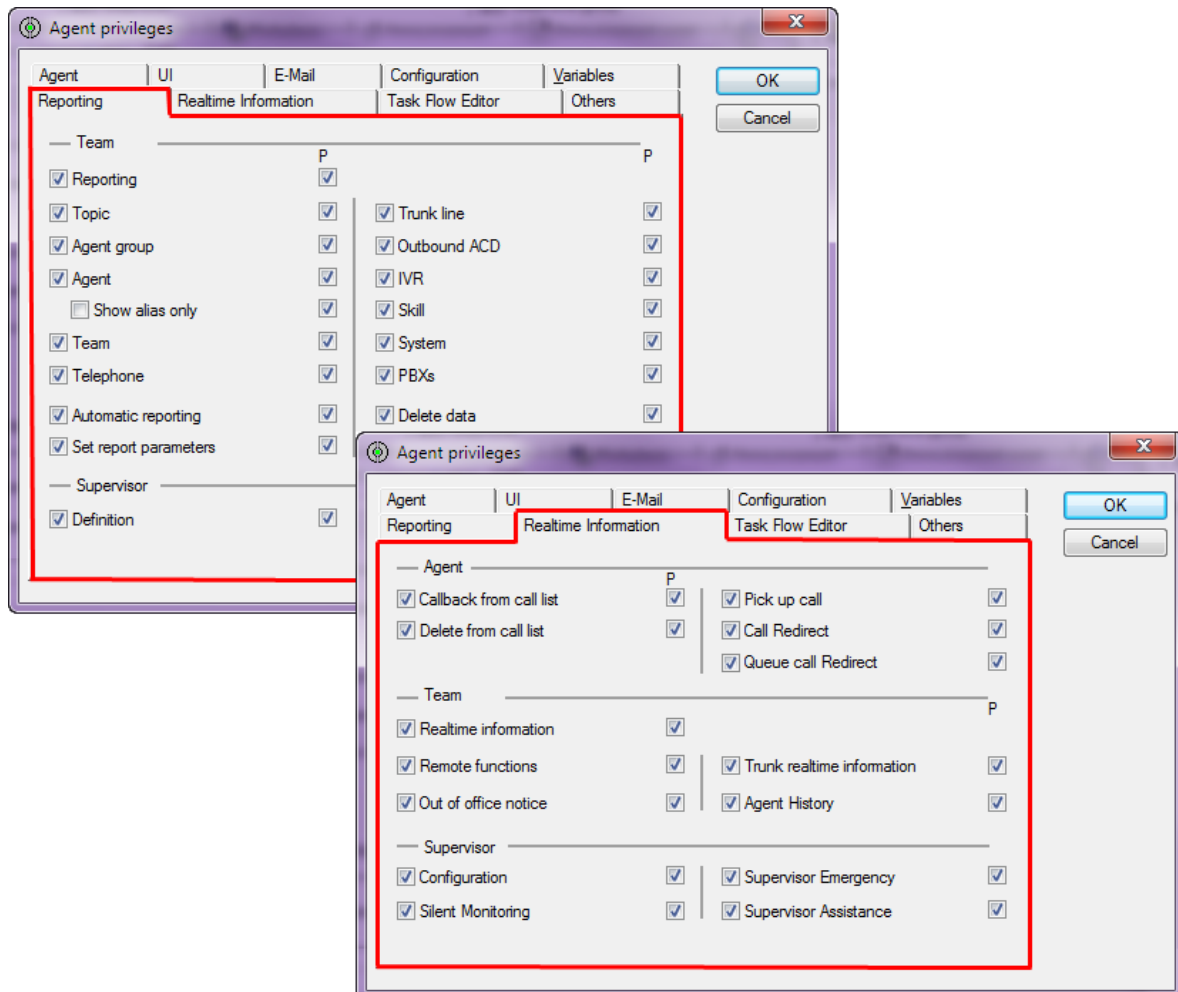 Agent privileges
Agent UI E-Mail Configuration Variables
Reporting Realtime Information Task Flow Editor Others
OK
Cancel
Team
P P
Reporting
Topic Trunk line
Agent group Outbound ACD
Agent IVR
Show alias only Skill
Team System
Telephone PBXs
Automatic reporting Delete data
Set report parameters
Supervisor
Definition
Agent privileges
Agent UI E-Mail Configuration Variables
Reporting Realtime Information Task Flow Editor Others
OK
Cancel
Agent
P
Callback from call list Pick up call
Delete from call list Call Redirect
Queue call Redirect
Team
P
Realtime information
Remote functions Trunk realtime information
Out of office notice Agent History
Supervisor
Configuration Supervisor Emergency
Silent Monitoring Supervisor Assistance